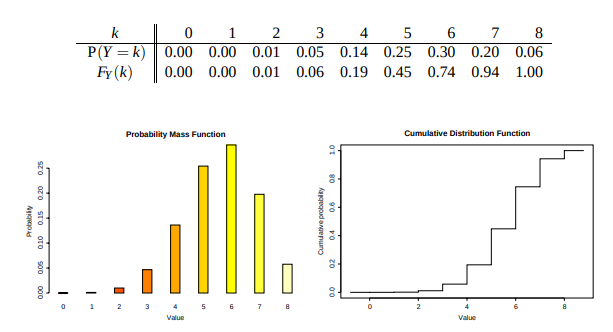 k 0 1 2 3 4 5 6 7 8
P(Y = k) 0.00 0.00 0.01 0.05 0.14 0.25 0.30 0.20 0.06
F_Y(k) 0.00 0.00 0.01 0.06 0.19 0.45 0.74 0.94 1.00
Probability Mass Function
Probability
0.25
0.20
0.15
0.10
0.05
0.00
0 1 2 3 4 5 6 7 8
Value
Cumulative Distribution Function
Cumulative probability
1.0
0.8
0.6
0.4
0.2
0.0
0 2 4 6 8
Value